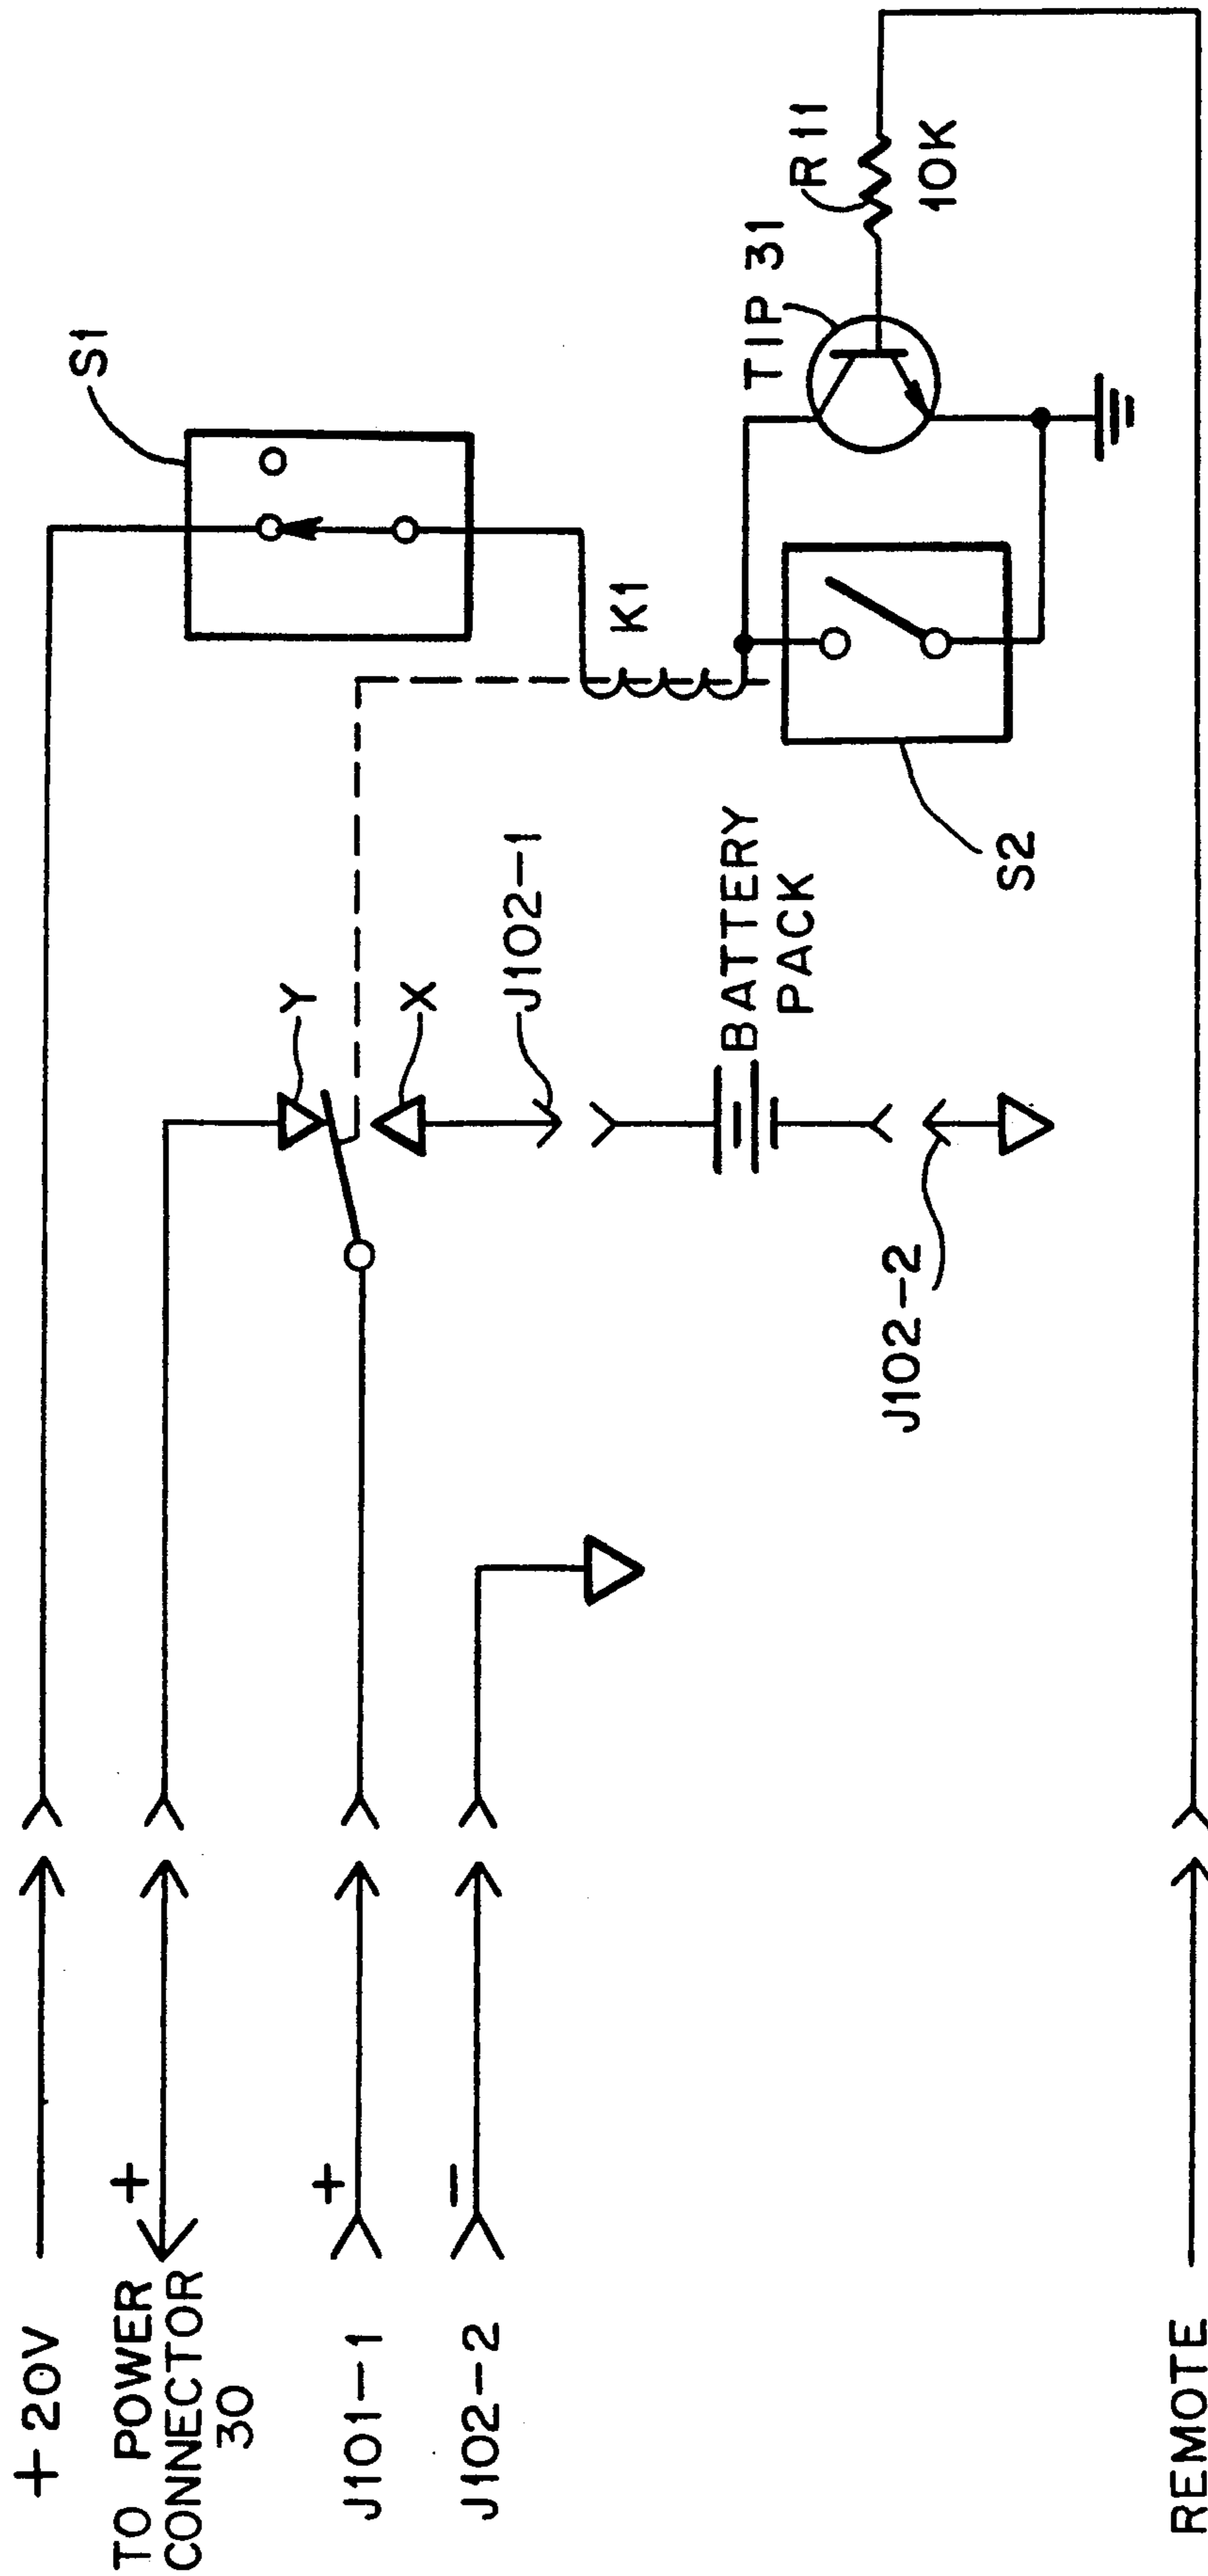 +20V
TO POWER +
CONNECTOR
30
J101-1 +
J102-2 -
REMOTE
Y
X
J102-1
BATTERY
PACK
J102-2
S1
K1
S2
TIP 31
R11
10K